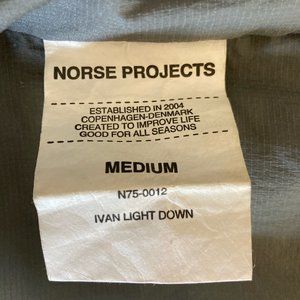 NORSE PROJECTS
ESTABLISHED IN 2004
COPENHAGEN-DENMARK
CREATED TO IMPROVE LIFE
GOOD FOR ALL SEASONS
MEDIUM
N75-0012
IVAN LIGHT DOWN